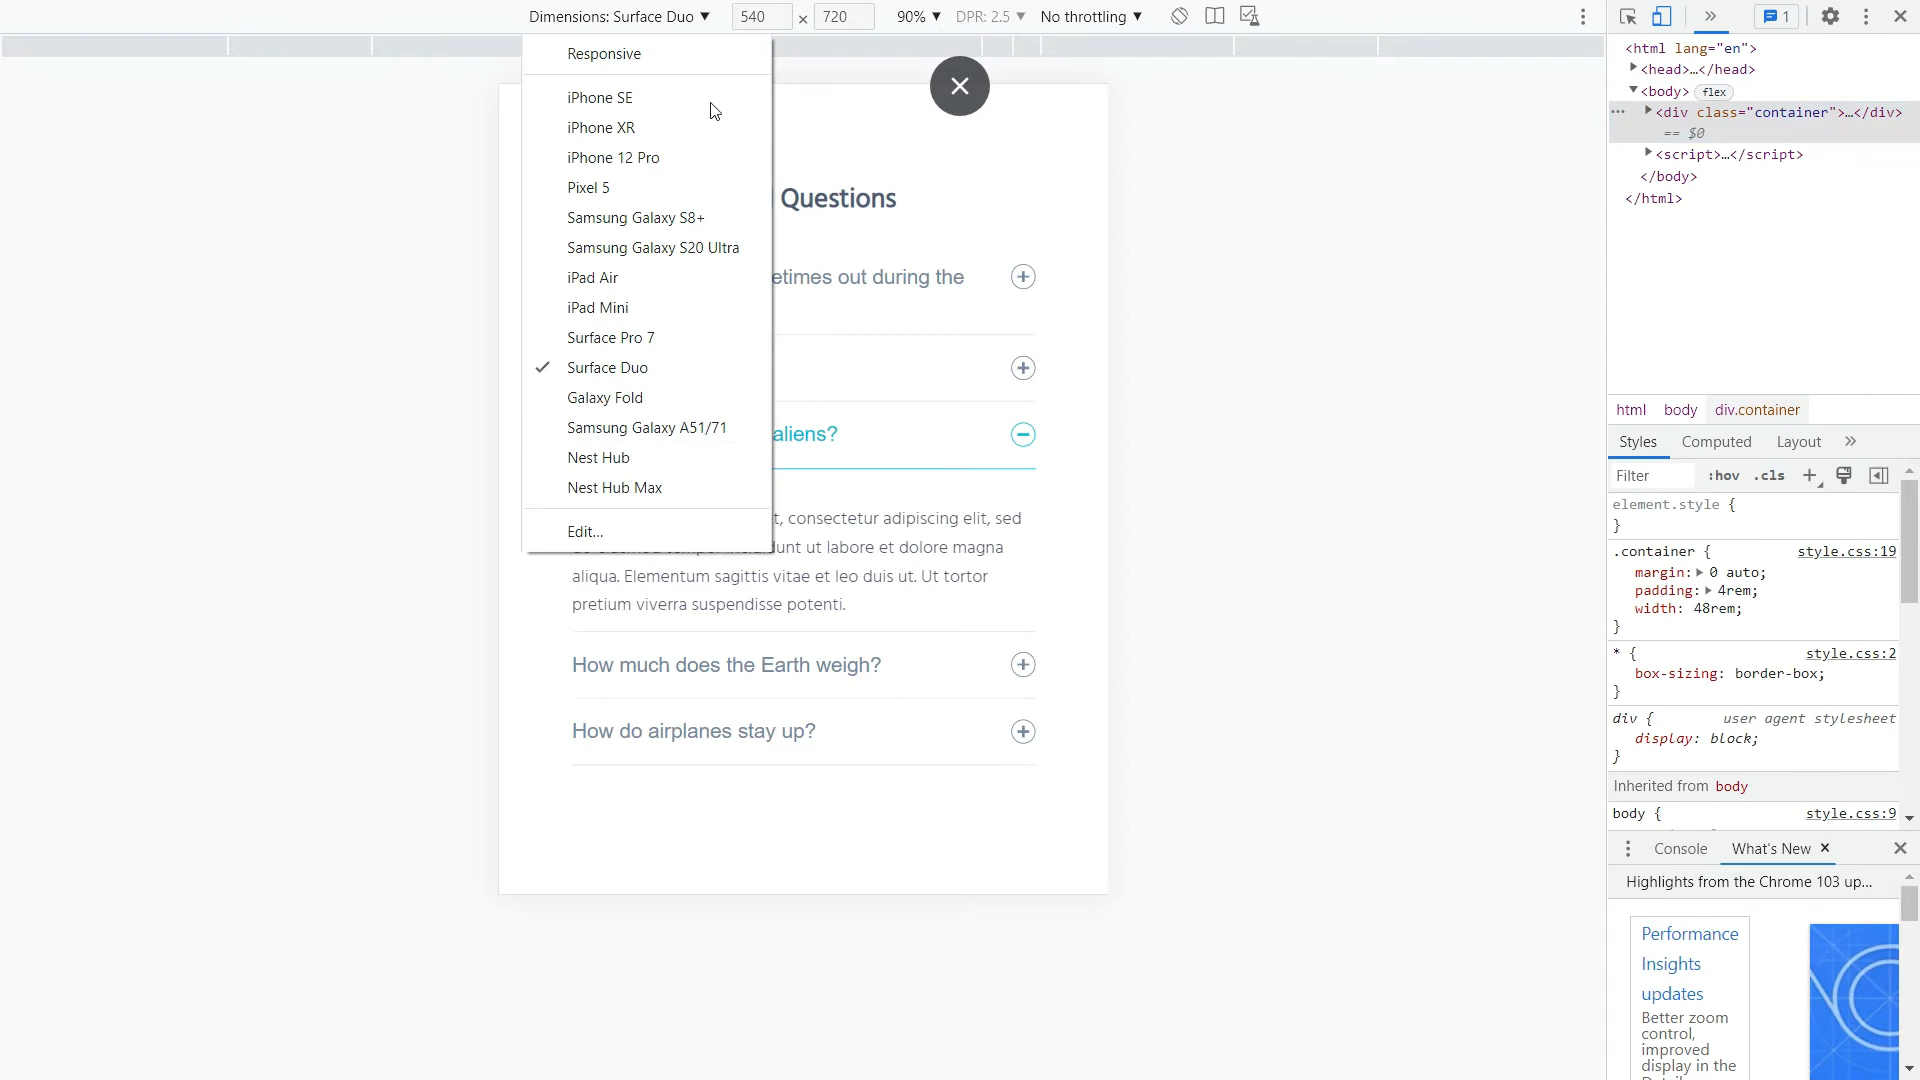 Dimensions: Surface Duo ▼ 540 × 720 90% ▼ DPR: 2.5 ▼ No throttling ▼
Responsive
iPhone SE
iPhone XR
iPhone 12 Pro
Pixel 5
Samsung Galaxy S8+
Samsung Galaxy S20 Ultra
iPad Air
iPad Mini
Surface Pro 7
Surface Duo
Galaxy Fold
Samsung Galaxy A51/71
Nest Hub
Nest Hub Max
Edit...
Questions
etimes out during the
aliens?
t, consectetur adipiscing elit, sed
unt ut labore et dolore magna
aliqua. Elementum sagittis vitae et leo duis ut. Ut tortor
pretium viverra suspendisse potenti.
How much does the Earth weigh?
How do airplanes stay up?
1
<html lang="en">
<head>…</head>
<body> flex
<div class="container">…</div>
== $0
<script>…</script>
</body>
</html>
html body div.container
Styles Computed Layout »
Filter :hov .cls +
element.style {
}
.container { style.css:19
margin: 0 auto;
padding: 4rem;
width: 48rem;
}
* { style.css:2
box-sizing: border-box;
}
div { user agent stylesheet
display: block;
}
Inherited from body
body { style.css:9
Console What's New ×
Highlights from the Chrome 103 up...
Performance
Insights
updates
Better zoom
control,
improved
display in the